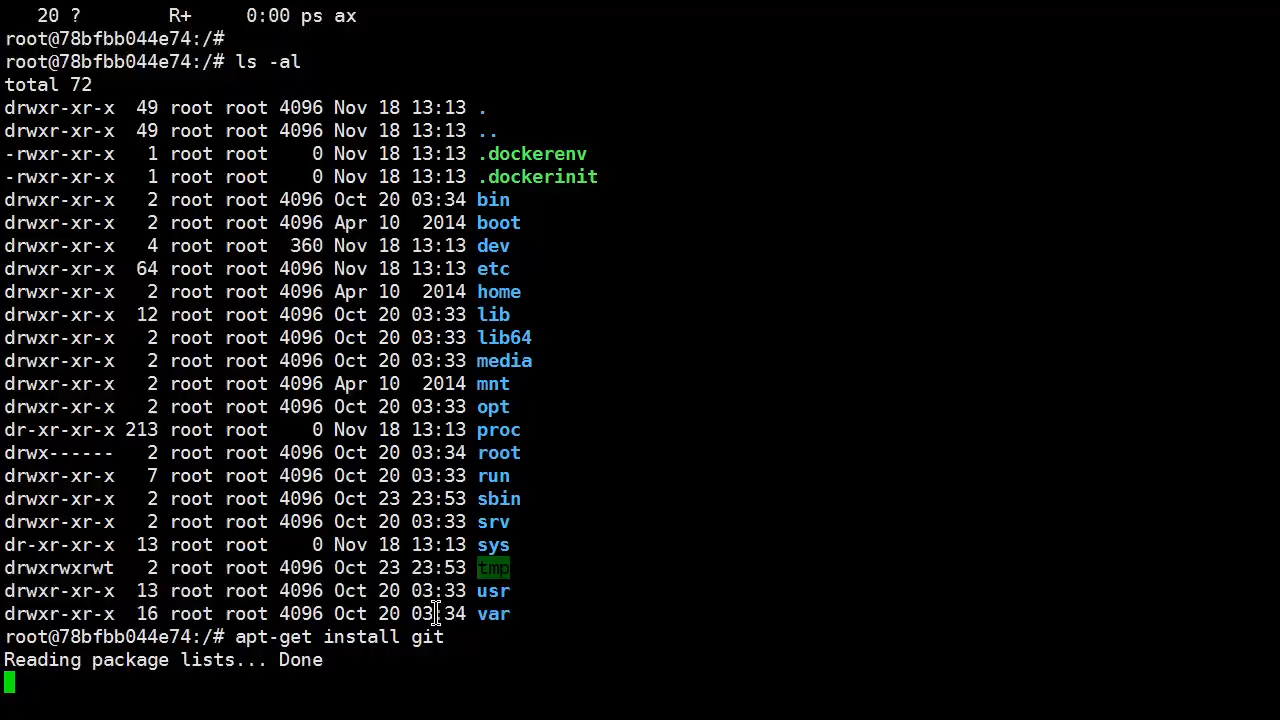 20 ?        R+     0:00 ps ax
root@78bfbb044e74:/#
root@78bfbb044e74:/# ls -al
total 72
drwxr-xr-x  49 root root 4096 Nov 18 13:13 .
drwxr-xr-x  49 root root 4096 Nov 18 13:13 ..
-rwxr-xr-x   1 root root    0 Nov 18 13:13 .dockerenv
-rwxr-xr-x   1 root root    0 Nov 18 13:13 .dockerinit
drwxr-xr-x   2 root root 4096 Oct 20 03:34 bin
drwxr-xr-x   2 root root 4096 Apr 10  2014 boot
drwxr-xr-x   4 root root  360 Nov 18 13:13 dev
drwxr-xr-x  64 root root 4096 Nov 18 13:13 etc
drwxr-xr-x   2 root root 4096 Apr 10  2014 home
drwxr-xr-x  12 root root 4096 Oct 20 03:33 lib
drwxr-xr-x   2 root root 4096 Oct 20 03:33 lib64
drwxr-xr-x   2 root root 4096 Oct 20 03:33 media
drwxr-xr-x   2 root root 4096 Apr 10  2014 mnt
drwxr-xr-x   2 root root 4096 Oct 20 03:33 opt
dr-xr-xr-x 213 root root    0 Nov 18 13:13 proc
drwx------   2 root root 4096 Oct 20 03:34 root
drwxr-xr-x   7 root root 4096 Oct 20 03:33 run
drwxr-xr-x   2 root root 4096 Oct 23 23:53 sbin
drwxr-xr-x   2 root root 4096 Oct 20 03:33 srv
dr-xr-xr-x  13 root root    0 Nov 18 13:13 sys
drwxrwxrwt   2 root root 4096 Oct 23 23:53 tmp
drwxr-xr-x  13 root root 4096 Oct 20 03:33 usr
drwxr-xr-x  16 root root 4096 Oct 20 03:34 var
root@78bfbb044e74:/# apt-get install git
Reading package lists... Done